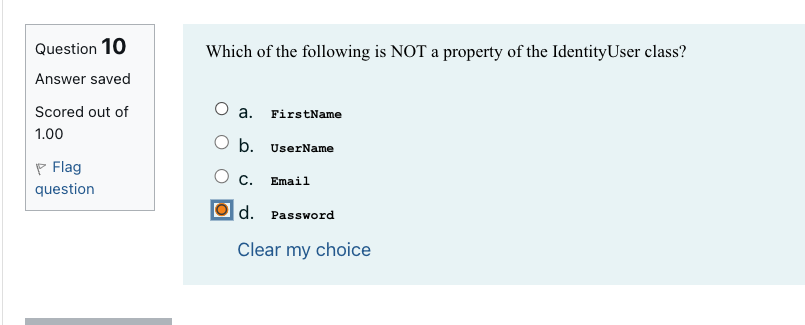 Question 10
Answer saved
Scored out of
1.00
Flag
question
Which of the following is NOT a property of the IdentityUser class?
a. FirstName
b. UserName
c. Email
d. Password
Clear my choice